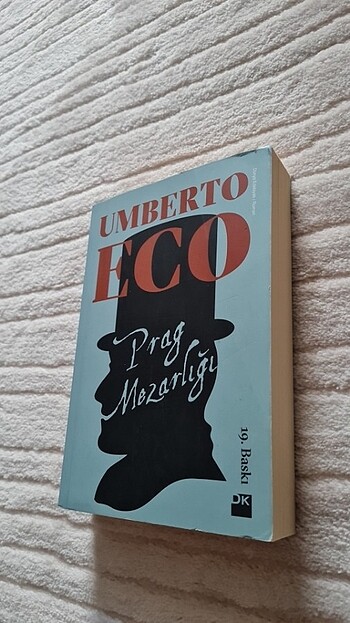 UMBERTO
ECO
Prag
Mezarlığı
19. Baskı
DK